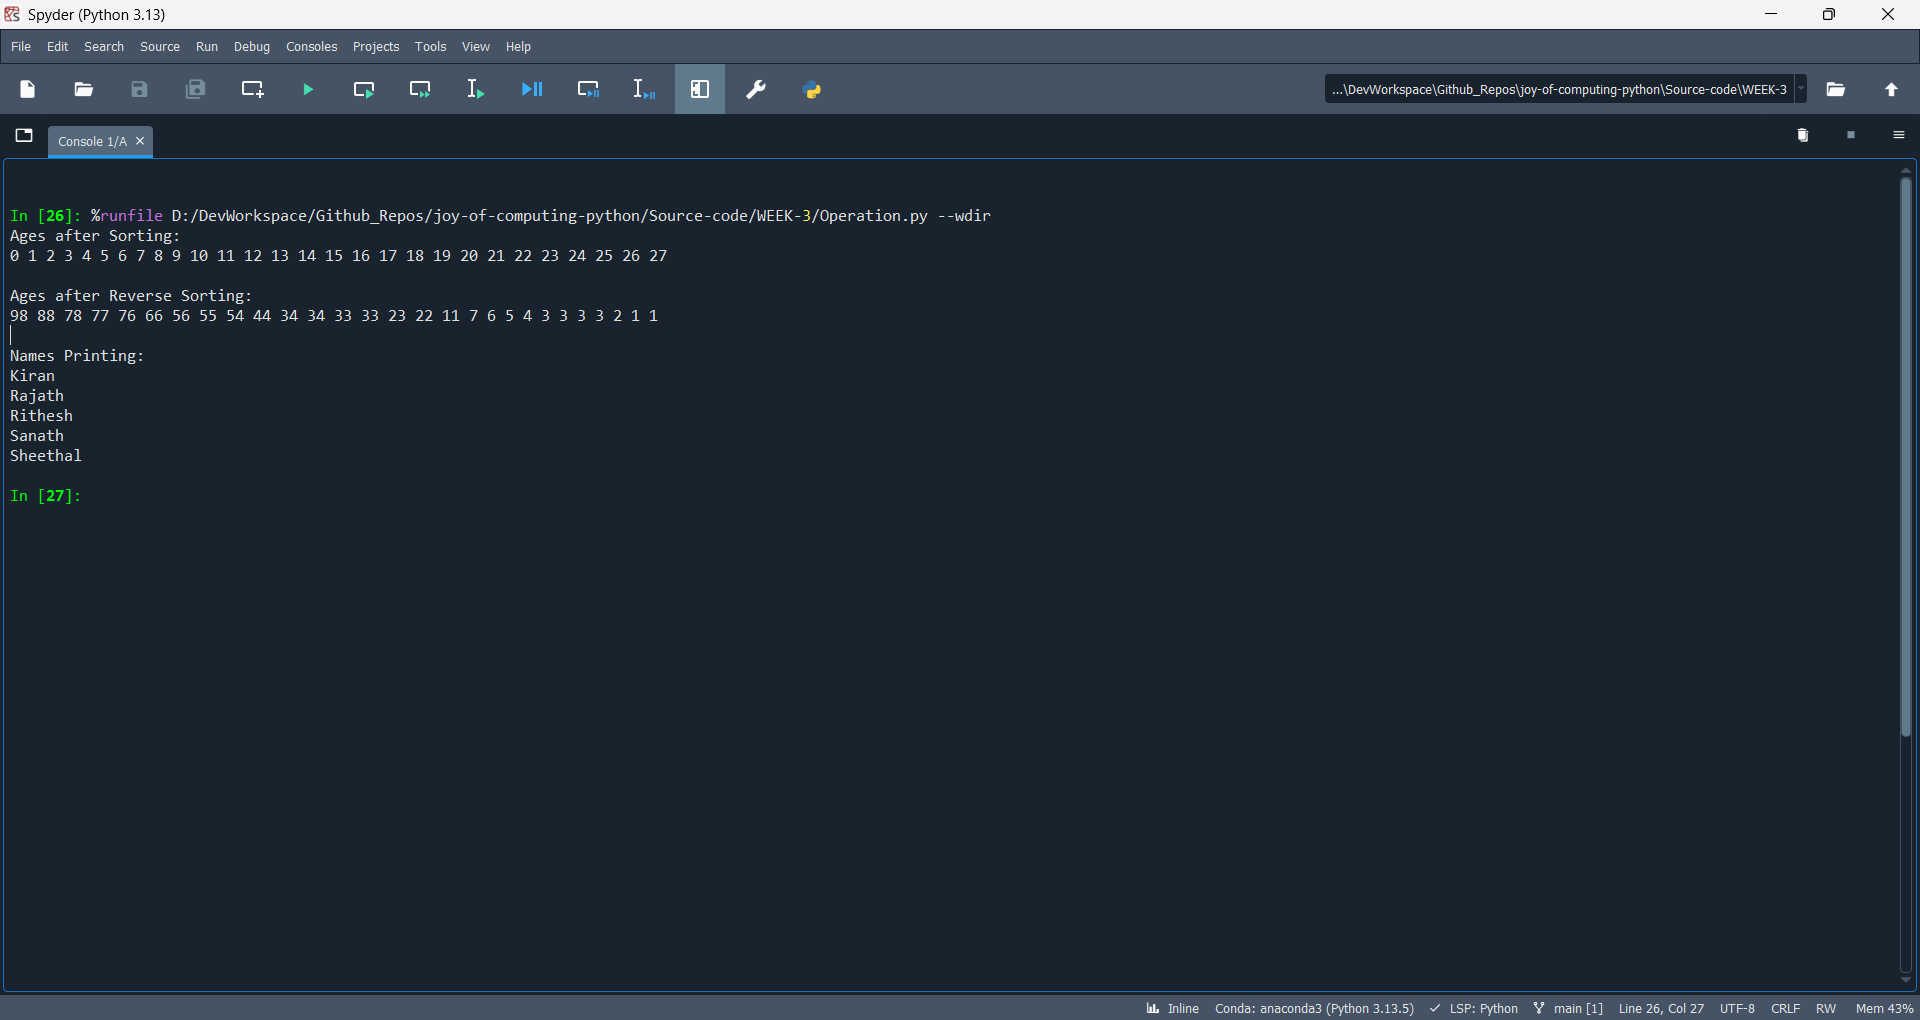 Spyder (Python 3.13)
File Edit Search Source Run Debug Consoles Projects Tools View Help
...\DevWorkspace\Github_Repos\joy-of-computing-python\Source-code\WEEK-3
Console 1/A
In [26]: %runfile D:/DevWorkspace/Github_Repos/joy-of-computing-python/Source-code/WEEK-3/Operation.py --wdir
Ages after Sorting:
0 1 2 3 4 5 6 7 8 9 10 11 12 13 14 15 16 17 18 19 20 21 22 23 24 25 26 27
Ages after Reverse Sorting:
98 88 78 77 76 66 56 55 54 44 34 34 33 33 23 22 11 7 6 5 4 3 3 3 3 2 1 1
Names Printing:
Kiran
Rajath
Rithesh
Sanath
Sheethal
In [27]:
Inline Conda: anaconda3 (Python 3.13.5) LSP: Python main [1] Line 26, Col 27 UTF-8 CRLF RW Mem 43%